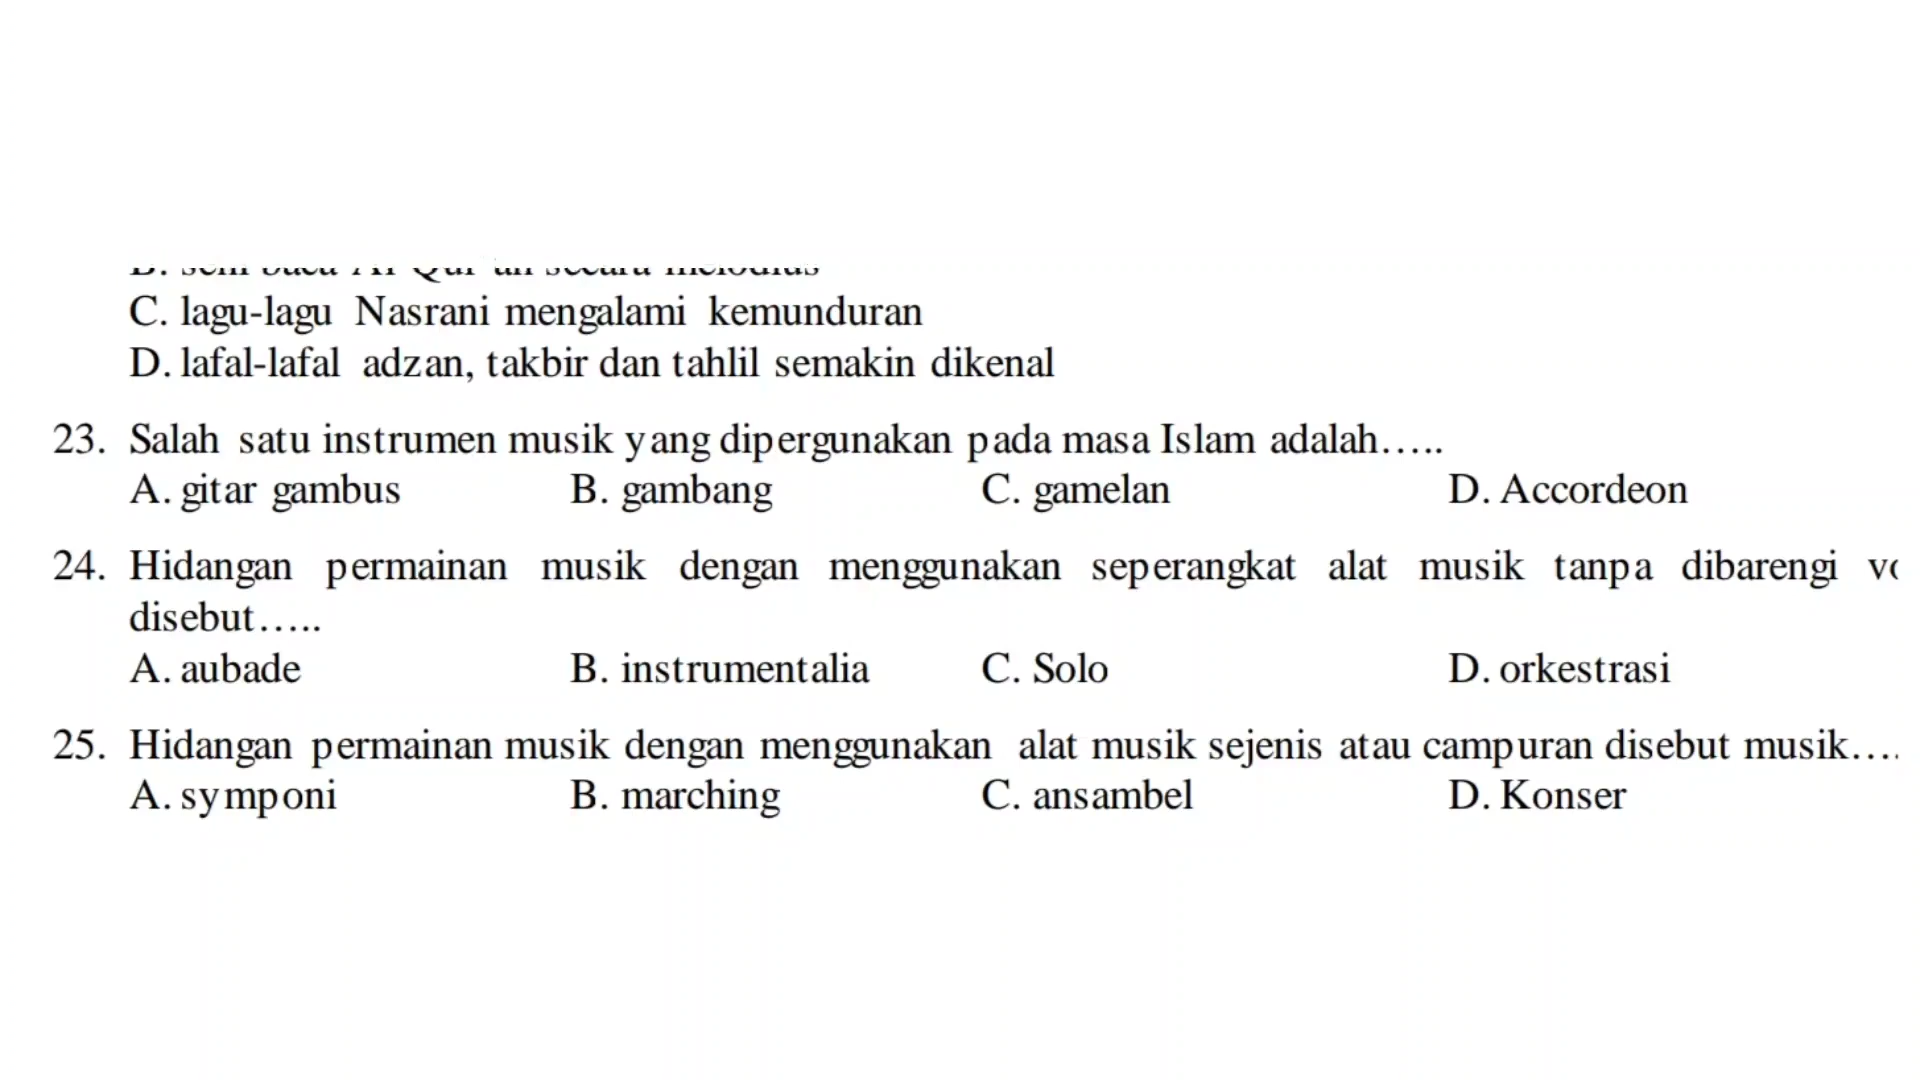 C. lagu-lagu Nasrani mengalami kemunduran
D. lafal-lafal adzan, takbir dan tahlil semakin dikenal
23. Salah satu instrumen musik yang dipergunakan pada masa Islam adalah…..
A. gitar gambus B. gambang C. gamelan D. Accordeon
24. Hidangan permainan musik dengan menggunakan seperangkat alat musik tanpa dibarengi
disebut…..
A. aubade B. instrumentalia C. Solo D. orkestrasi
25. Hidangan permainan musik dengan menggunakan alat musik sejenis atau campuran disebut musik….
A. symponi B. marching C. ansambel D. Konser